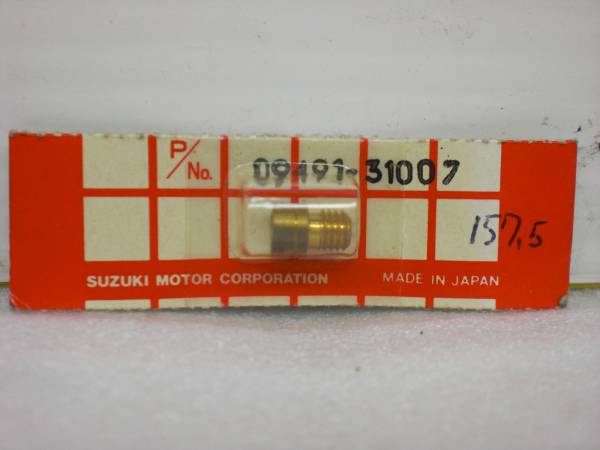 P/No. 09491-31007
157,5
SUZUKI MOTOR CORPORATION MADE IN JAPAN